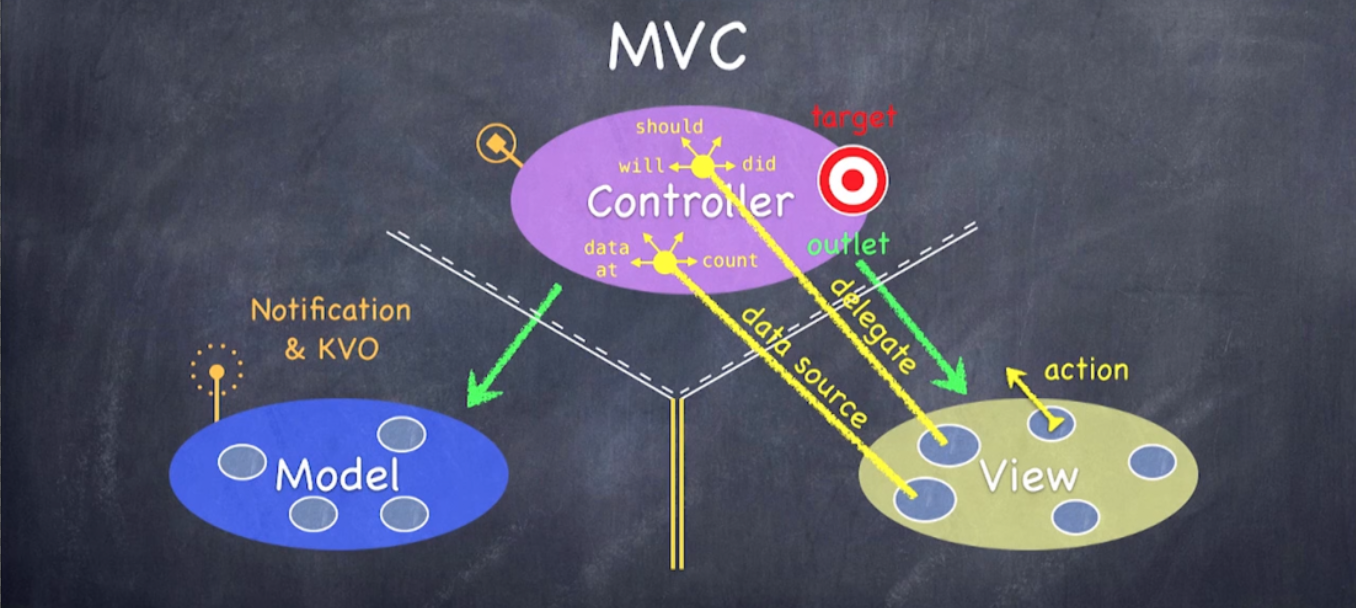 MVC
target
should
will
did
Controller
outlet
data
at
count
delegate
data source
Notification
& KVO
action
Model
View